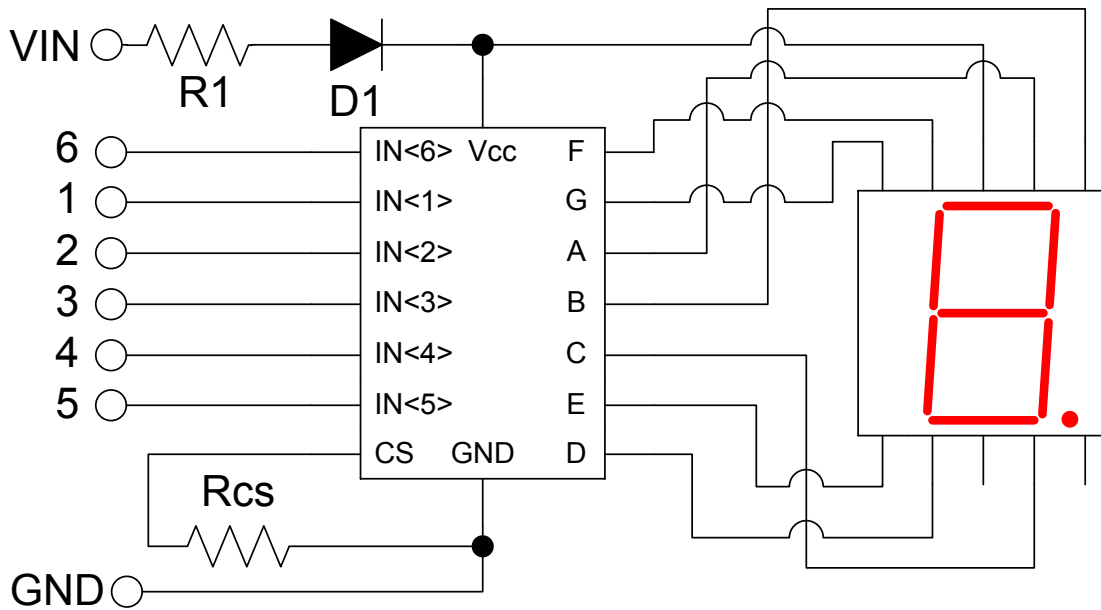 VIN
R1
D1
6 IN<6> Vcc F
1 IN<1> G
2 IN<2> A
3 IN<3> B
4 IN<4> C
5 IN<5> E
CS GND D
Rcs
GND